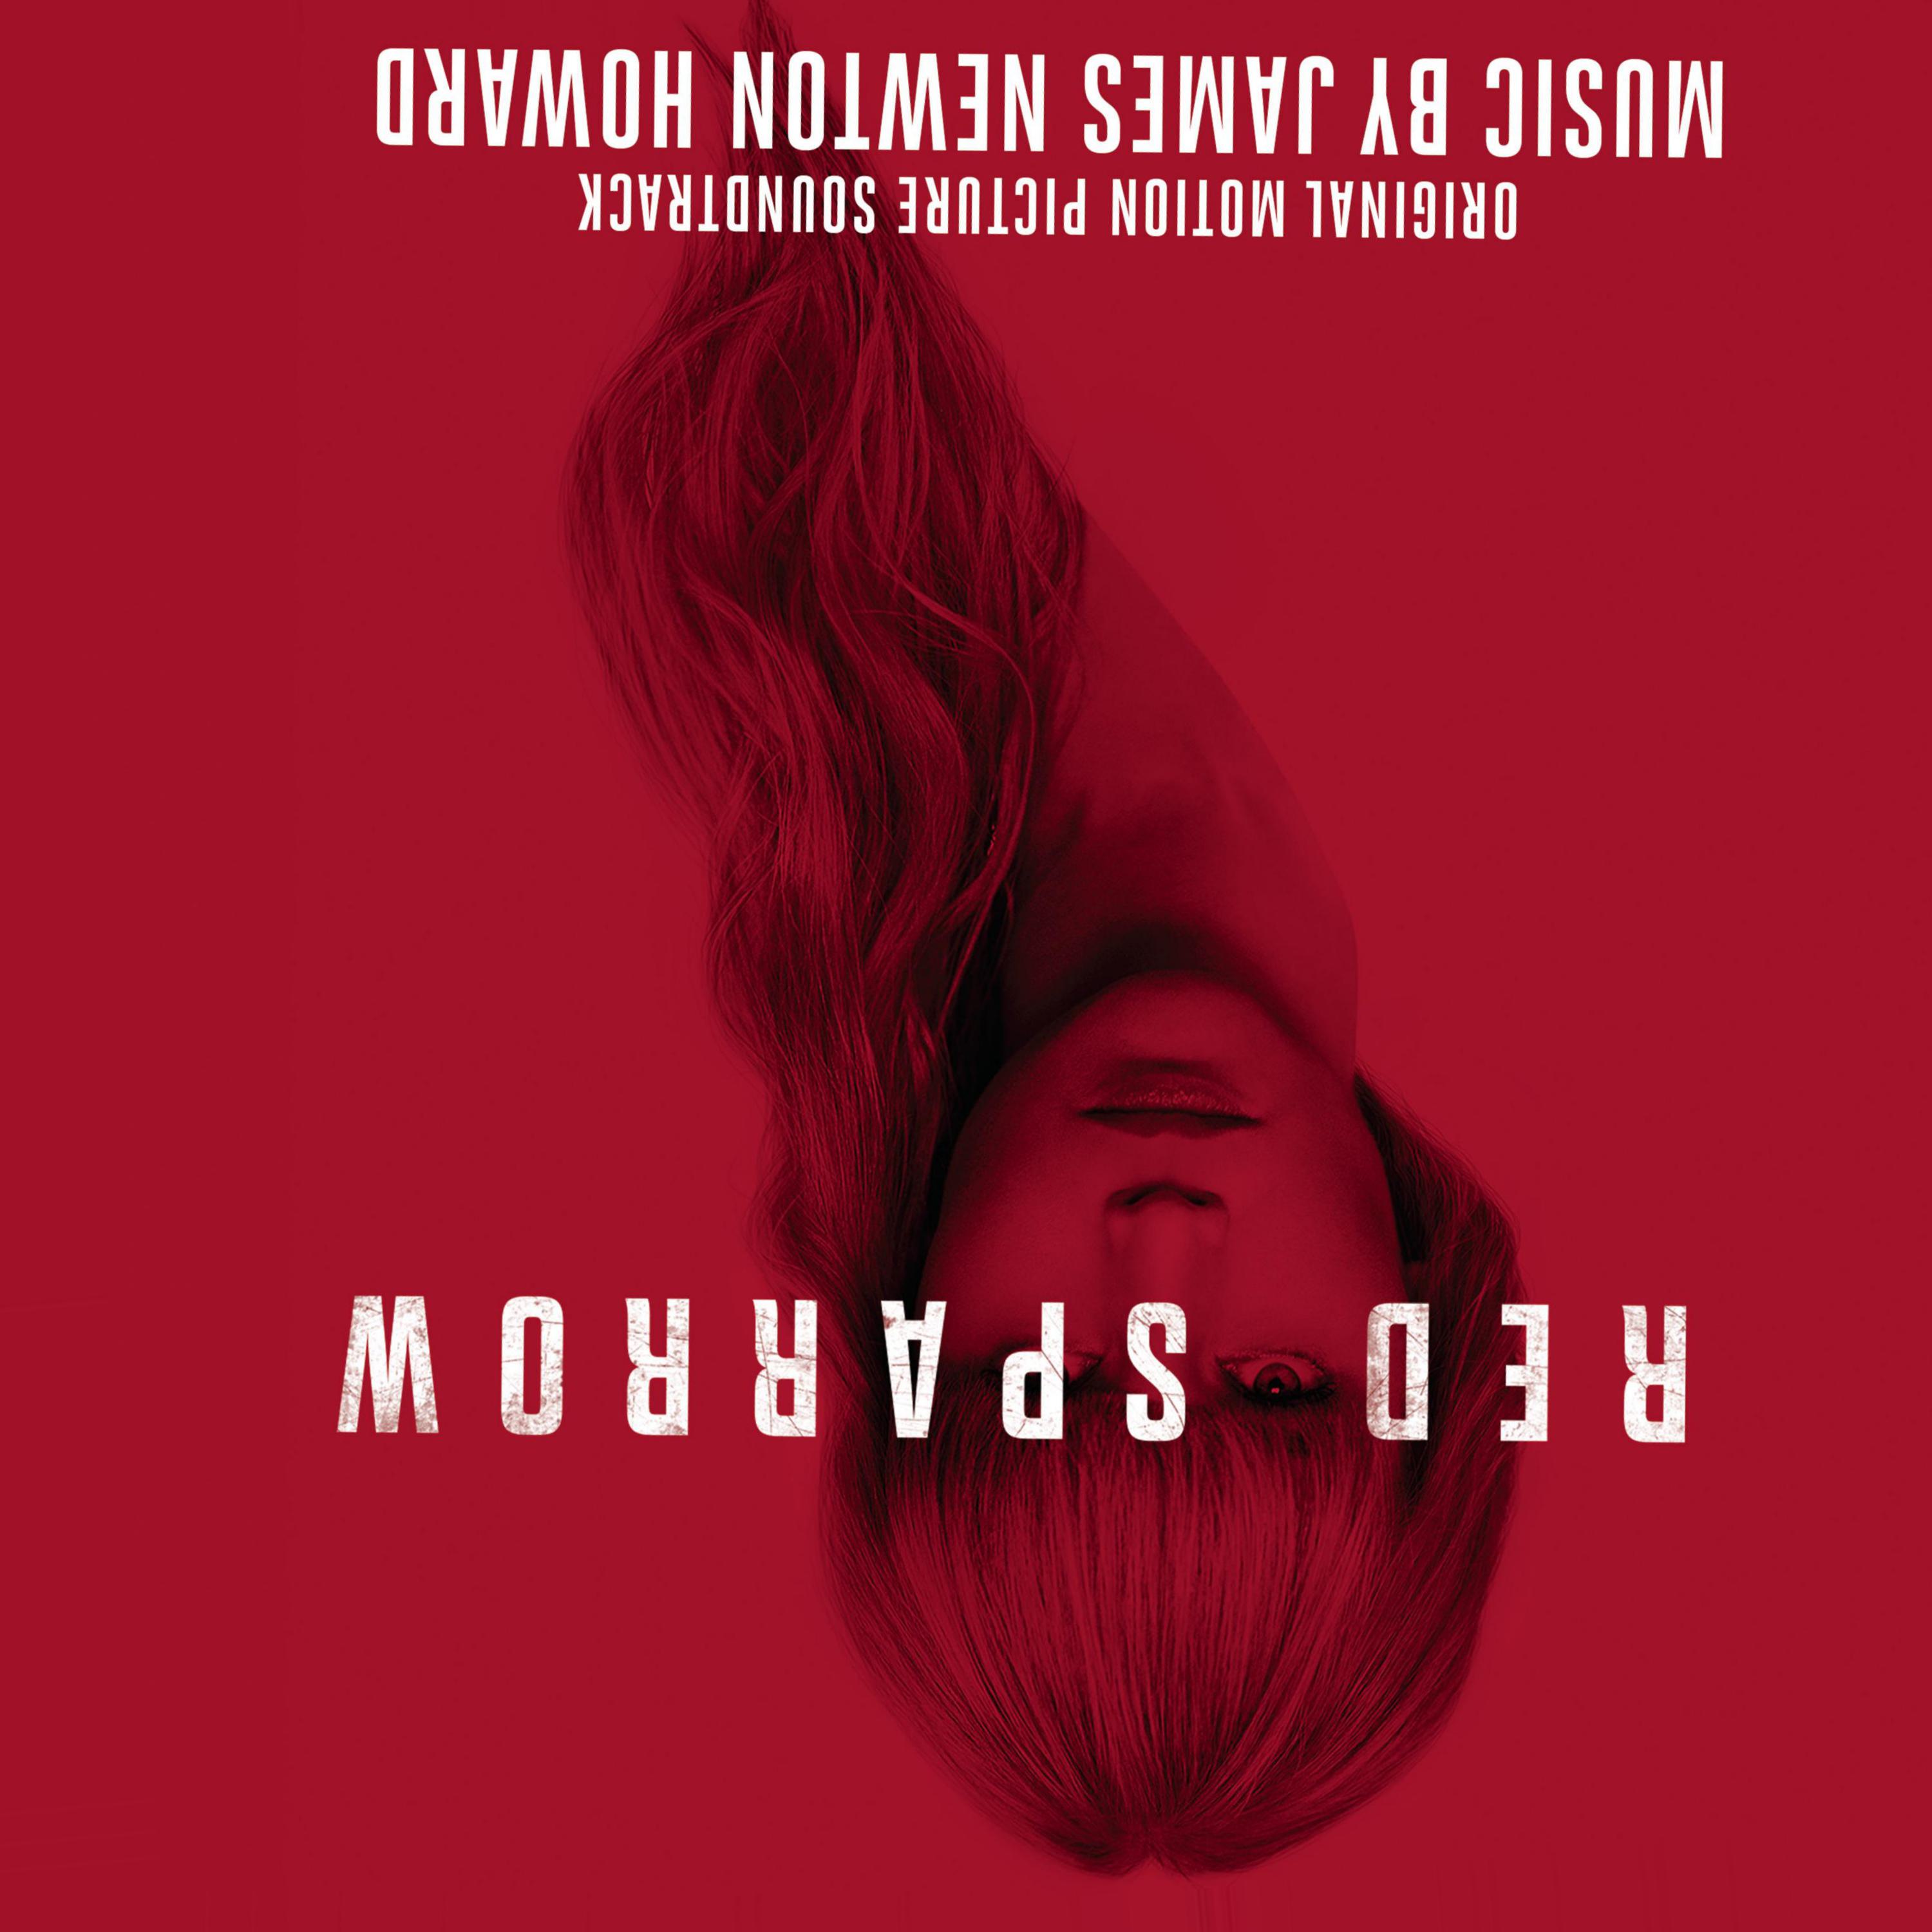 RED SPARROW
ORIGINAL MOTION PICTURE SOUNDTRACK
MUSIC BY JAMES NEWTON HOWARD